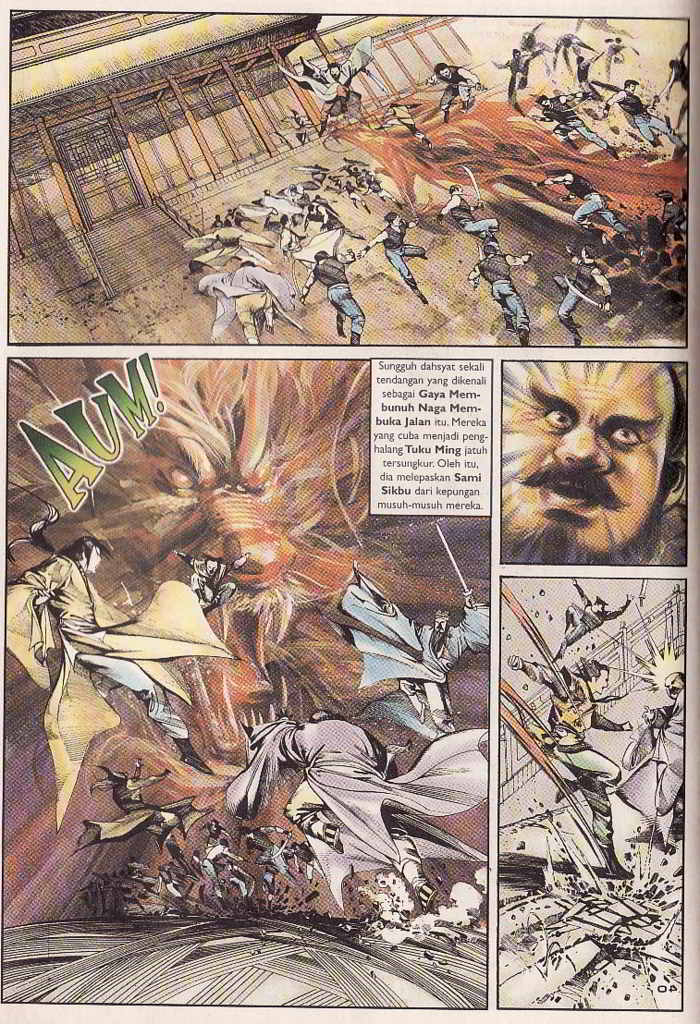 AUM!
Sungguh dahsyat sekali
tendangan yang dikenali
sebagai Gaya Mem-
bunuh Naga Mem-
buka Jalan itu. Mereka
yang cuba menjadi peng-
halang Tuku Ming jatuh
tersungkur. Oleh itu,
dia melepaskan Sami
Sikbu dari kepungan
musuh-musuh mereka.